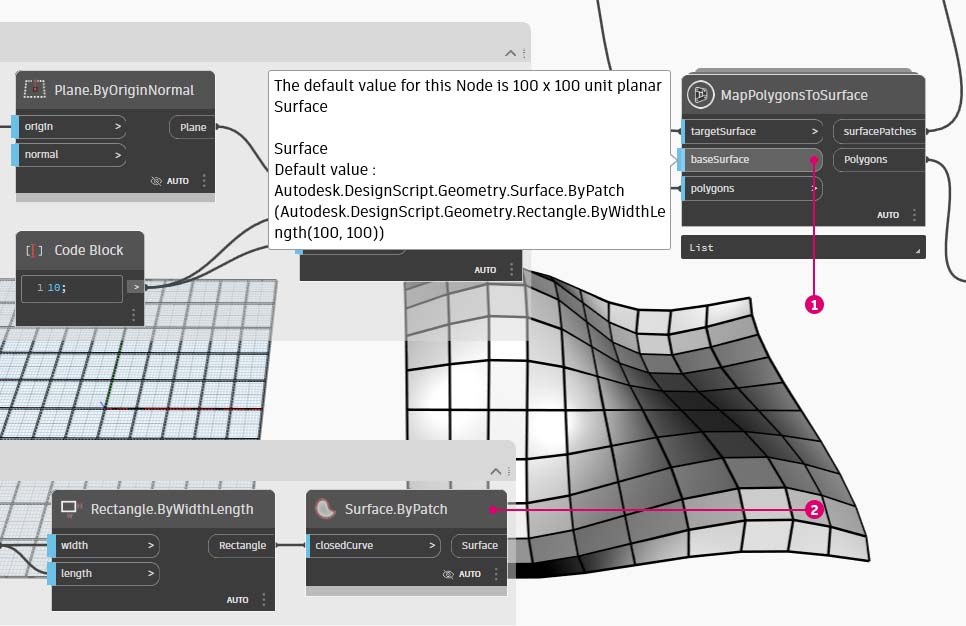 Plane.ByOriginNormal
origin >
Plane
normal >
AUTO
Code Block
1 10;
>
The default value for this Node is 100 x 100 unit planar
Surface
Surface
Default value :
Autodesk.DesignScript.Geometry.Surface.ByPatch
(Autodesk.DesignScript.Geometry.Rectangle.ByWidthLe
ngth(100, 100))
AUTO
MapPolygonsToSurface
targetSurface >
surfacePatches
baseSurface
Polygons
polygons >
AUTO
List
1
Rectangle.ByWidthLength
width >
Rectangle
length >
AUTO
Surface.ByPatch
closedCurve >
Surface
AUTO
2